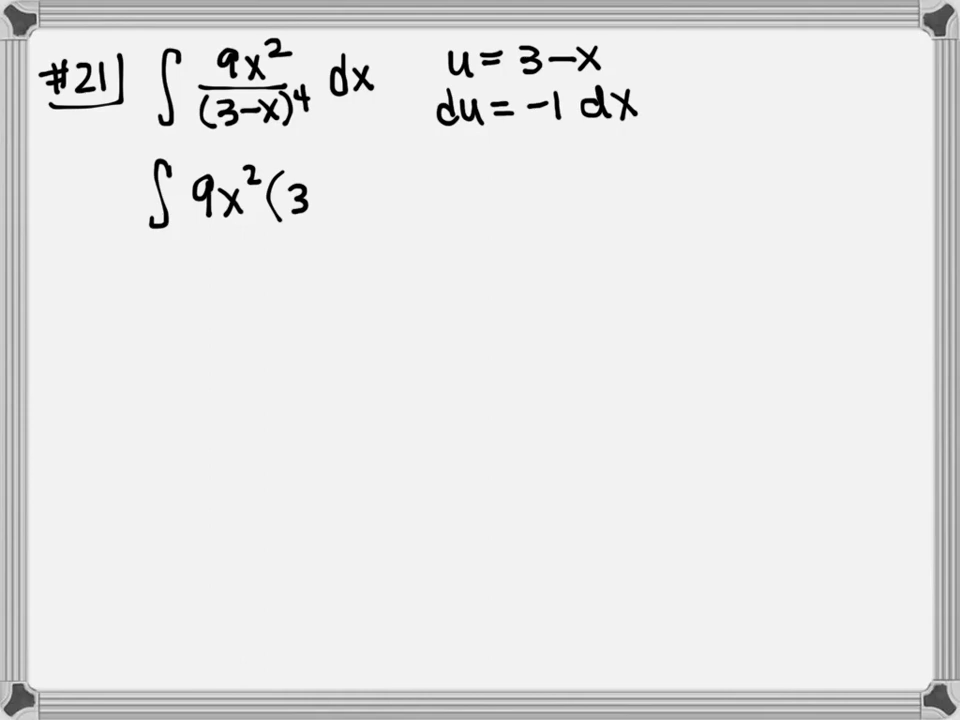 #21 ∫ 9x²/(3-x)⁴ dx u = 3-x
du = -1 dx
∫ 9x²(3